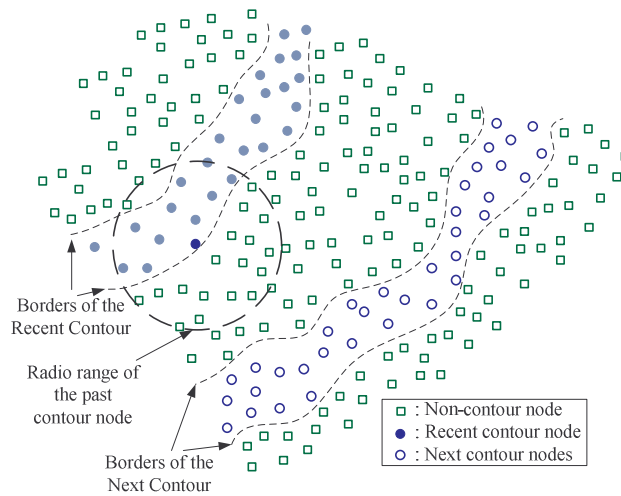 Borders of the
Recent Contour
Radio range of
the past
contour node
Borders of the
Next Contour
: Non-contour node
: Recent contour node
: Next contour nodes